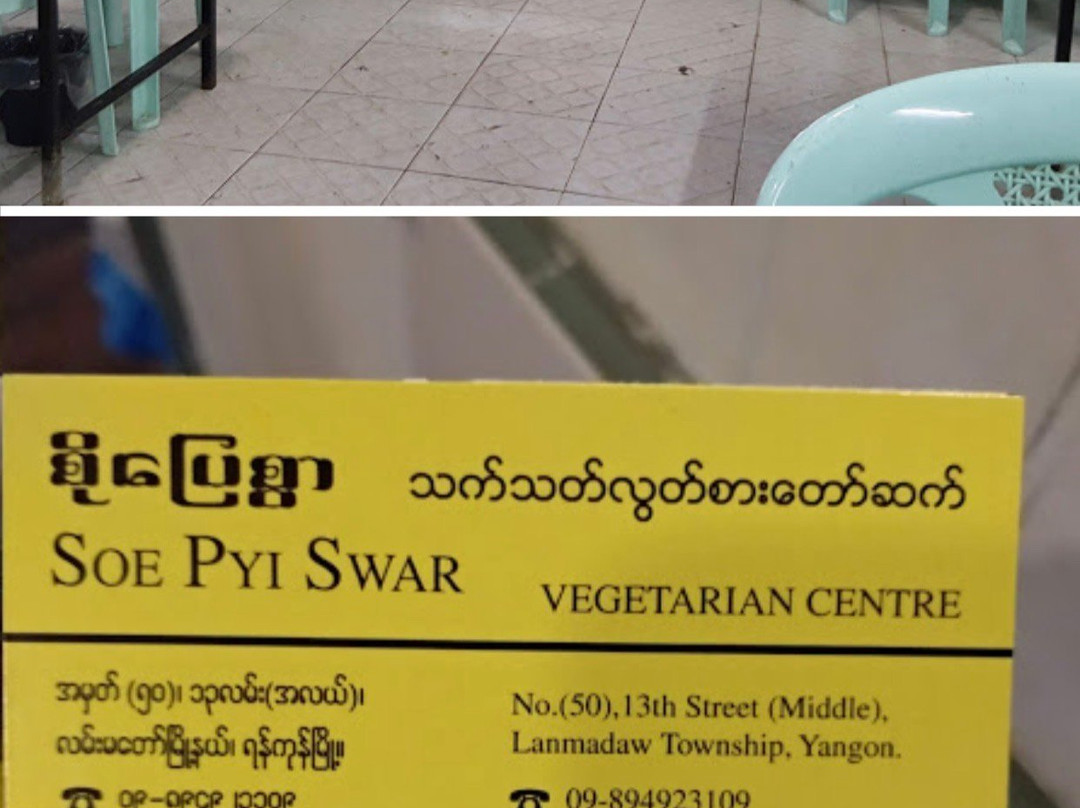 စိုးပြေစွာ
သက်သတ်လွတ်စားတော်ဆက်
SOE PYI SWAR
VEGETARIAN CENTRE
အမှတ် (၅၀)၊ ၁၃လမ်း(အလယ်)၊
လမ်းမတော်မြို့နယ်၊ ရန်ကုန်မြို့။
No.(50),13th Street (Middle),
Lanmadaw Township, Yangon.
☎ 09-894923109